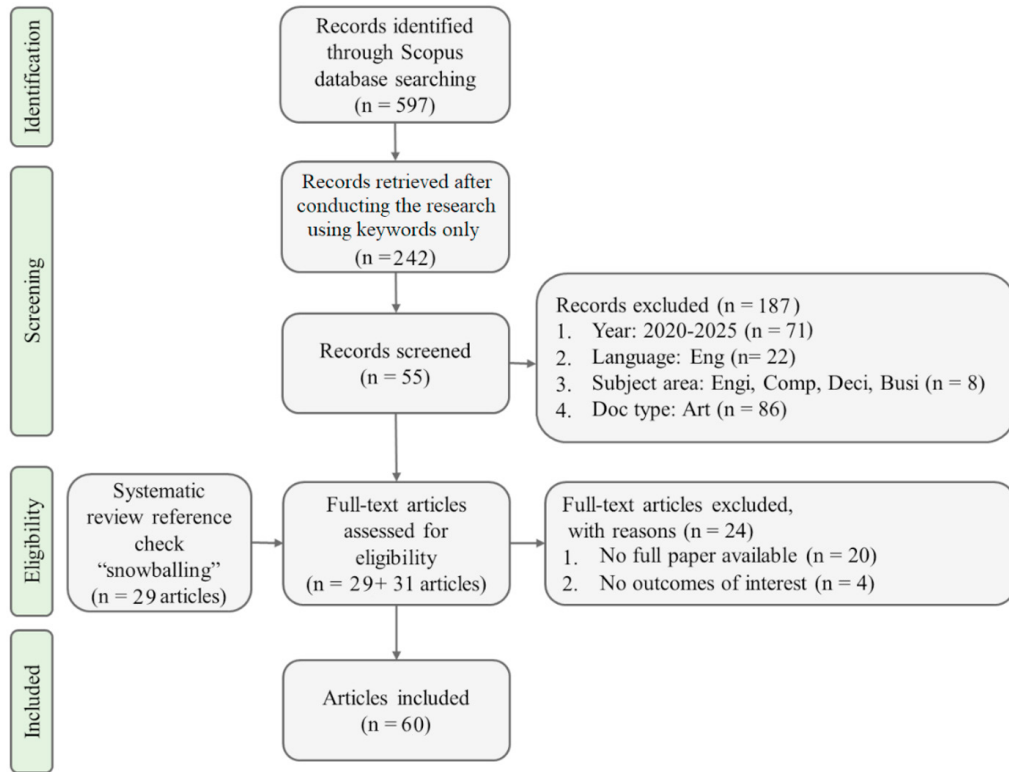 Identification
Records identified
through Scopus
database searching
(n = 597)
Screening
Records retrieved after
conducting the research
using keywords only
(n =242)
Records screened
(n = 55)
Records excluded (n = 187)
1. Year: 2020-2025 (n = 71)
2. Language: Eng (n= 22)
3. Subject area: Engi, Comp, Deci, Busi (n = 8)
4. Doc type: Art (n = 86)
Eligibility
Systematic
review reference
check
“snowballing”
(n = 29 articles)
Full-text articles
assessed for
eligibility
(n = 29+ 31 articles)
Full-text articles excluded,
with reasons (n = 24)
1. No full paper available (n = 20)
2. No outcomes of interest (n = 4)
Included
Articles included
(n = 60)